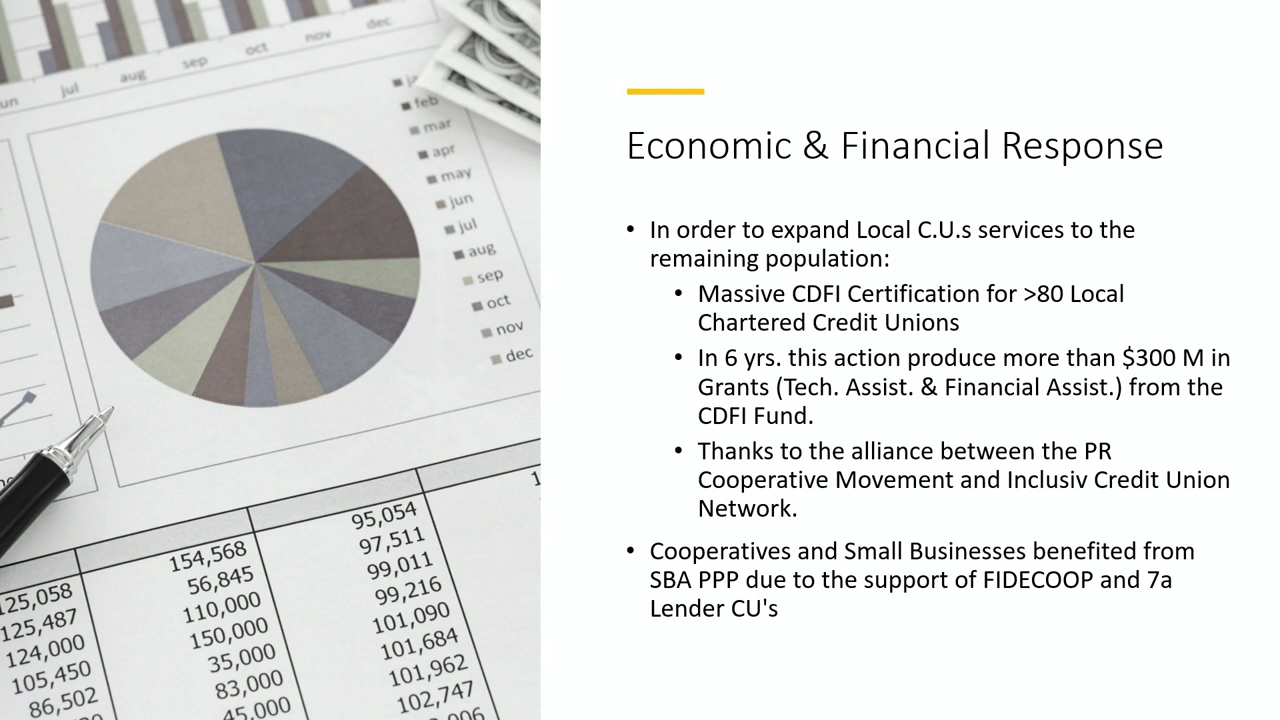 jul
aug
sep
oct
nov
dec
feb
mar
apr
may
jun
jul
aug
sep
oct
nov
dec
Economic & Financial Response
• In order to expand Local C.U.s services to the
remaining population:
• Massive CDFI Certification for >80 Local
Chartered Credit Unions
• In 6 yrs. this action produce more than $300 M in
Grants (Tech. Assist. & Financial Assist.) from the
CDFI Fund.
• Thanks to the alliance between the PR
Cooperative Movement and Inclusiv Credit Union
Network.
• Cooperatives and Small Businesses benefited from
SBA PPP due to the support of FIDECOOP and 7a
Lender CU's
125,058
125,487
124,000
105,450
86,502
154,568
56,845
110,000
150,000
35,000
83,000
45,000
95,054
97,511
99,011
99,216
101,090
101,684
101,962
102,747